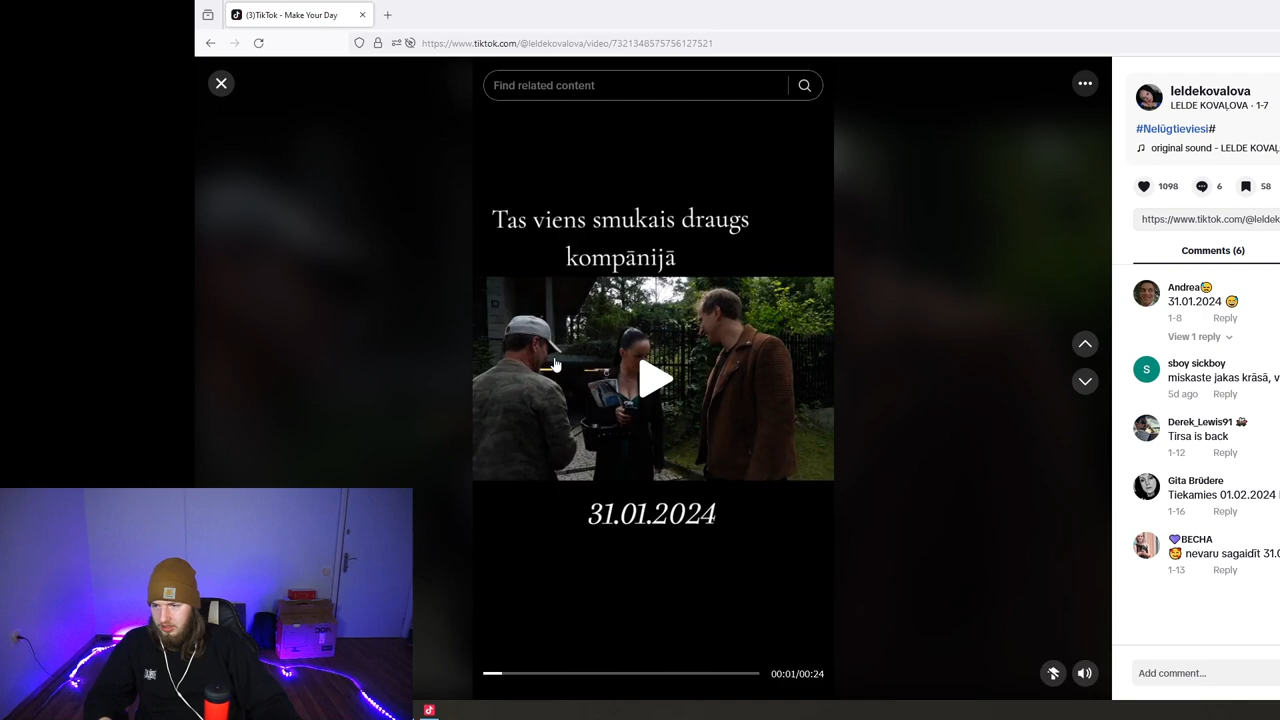 (3)TikTok - Make Your Day
https://www.tiktok.com/@leldekovalova/video/7321348575756127521
Find related content
Tas viens smukais draugs
kompānijā
31.01.2024
00:01/00:24
leldekovalova
LELDE KOVAĻOVA · 1-7
#Nelūgtieviesi#
original sound - LELDE KOVAĻ
1098
6
58
https://www.tiktok.com/@leldek
Comments (6)
Andrea😥
31.01.2024 😅
1-8 Reply
View 1 reply
S
sboy sickboy
miskaste jakas krāsā, v
5d ago Reply
Derek_Lewis91
Tirsa is back
1-12 Reply
Gita Brūdere
Tiekamies 01.02.2024
1-16 Reply
💜BECHA
🥰 nevaru sagaidīt 31.0
1-13 Reply
Add comment...